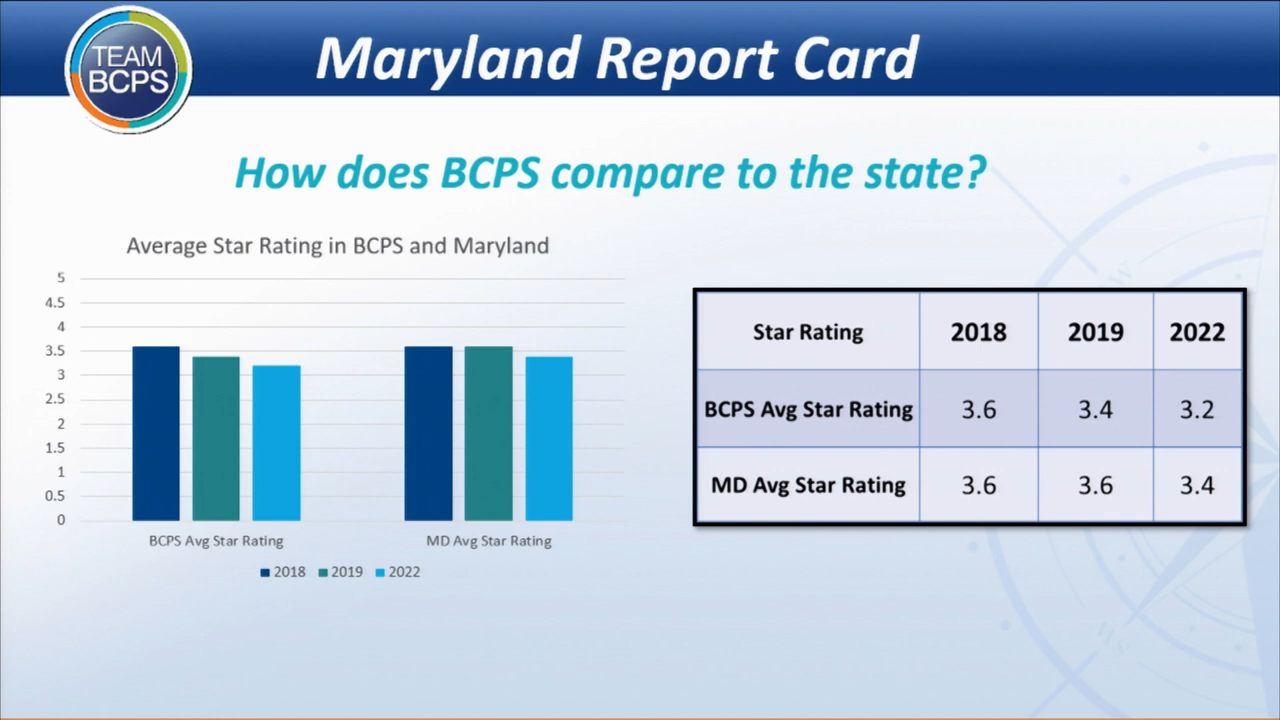 TEAM
BCPS
Maryland Report Card
How does BCPS compare to the state?
Average Star Rating in BCPS and Maryland
5
4.5
4
3.5
3
2.5
2
1.5
1
0.5
0
BCPS Avg Star Rating MD Avg Star Rating
2018 2019 2022
Star Rating 2018 2019 2022
BCPS Avg Star Rating 3.6 3.4 3.2
MD Avg Star Rating 3.6 3.6 3.4
W